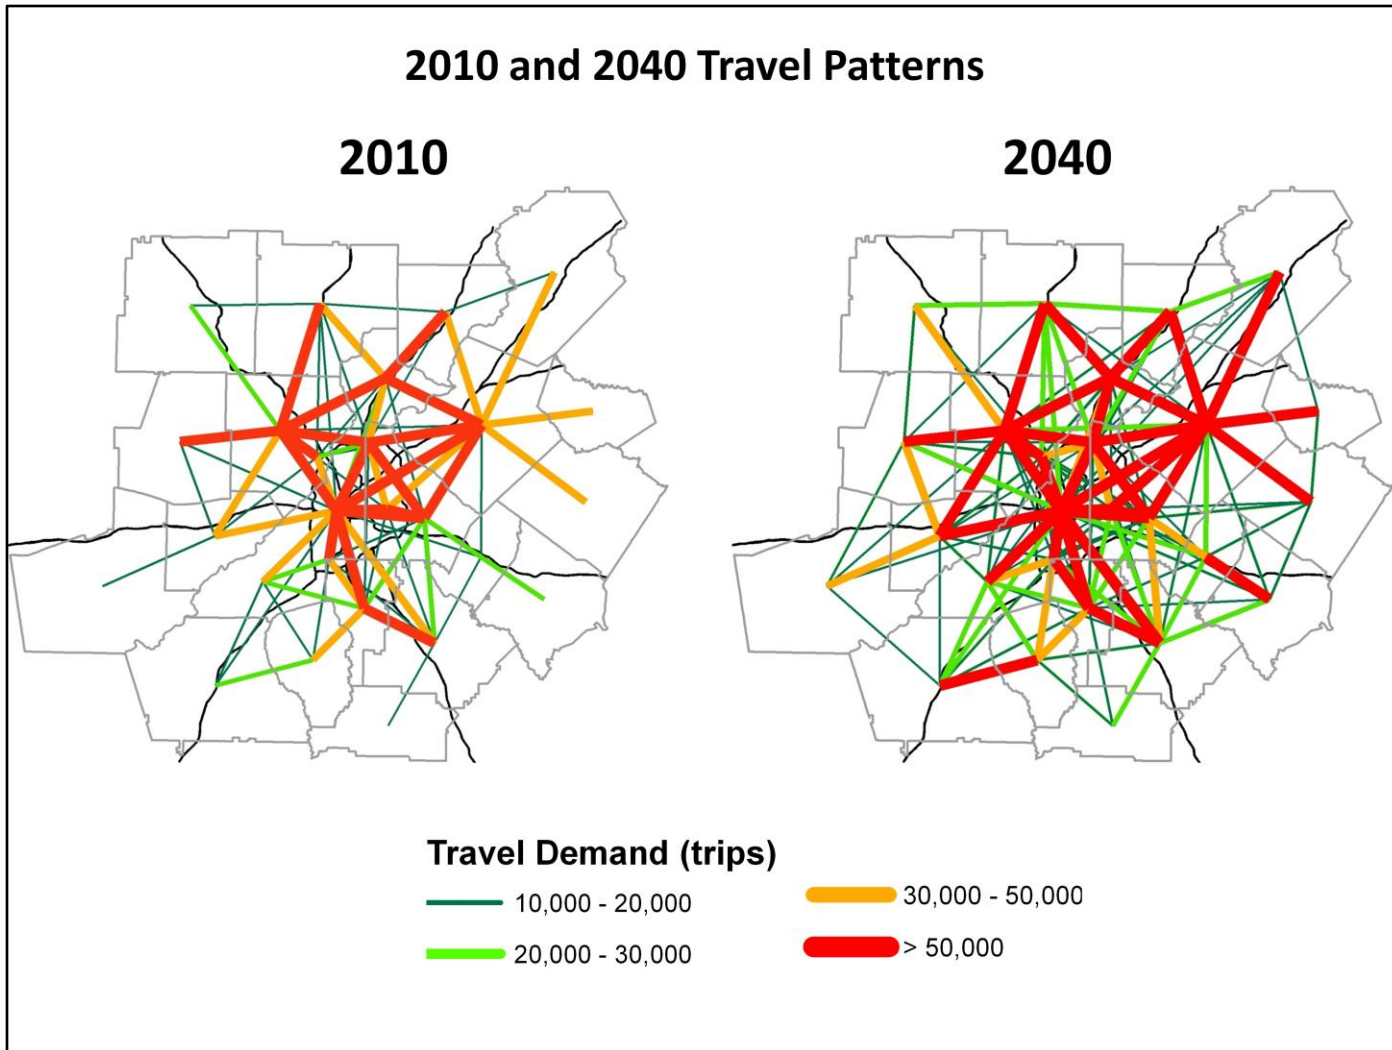 2010 and 2040 Travel Patterns
2010
2040
Travel Demand (trips)
10,000 - 20,000
20,000 - 30,000
30,000 - 50,000
> 50,000